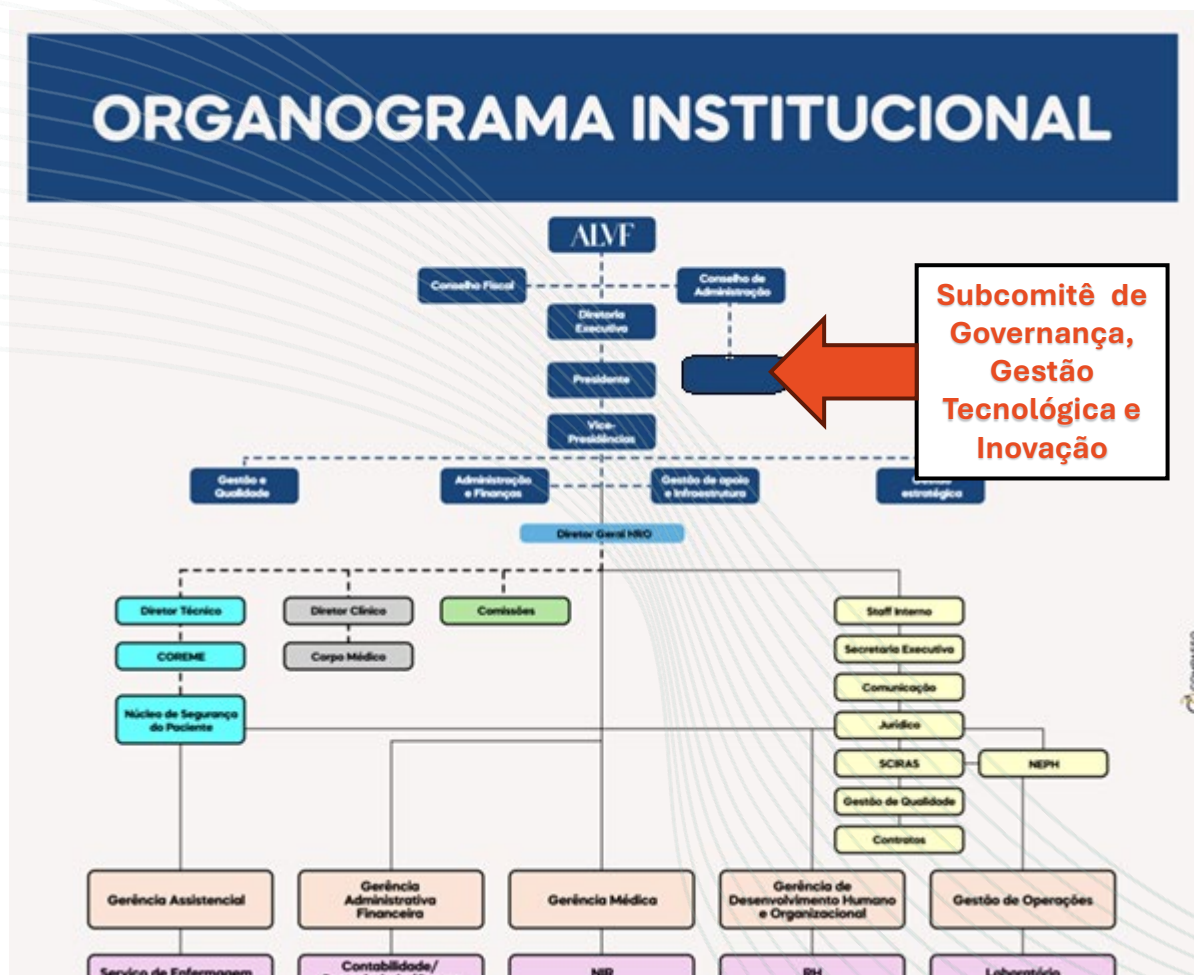 ORGANOGRAMA INSTITUCIONAL
ALVF
Conselho Fiscal
Conselho de
Administração
Diretoria
Executiva
Subcomitê de
Governança,
Gestão
Tecnológica e
Inovação
Presidente
Vice-
Presidências
Gestão e
Qualidade
Administração
e Finanças
Gestão de apoio
e Infraestrutura
estratégica
Diretor Geral HRO
Diretor Técnico
Diretor Clínico
Comissões
Staff Interno
COREME
Corpo Médico
Secretaria Executiva
Comunicação
Núcleo de Segurança
do Paciente
Jurídico
SCIRAS
NEPH
Gestão de Qualidade
Contratos
Gerência Assistencial
Gerência
Administrativa
Financeira
Gerência Médica
Gerência de
Desenvolvimento Humano
e Organizacional
Gestão de Operações
Serviço de Enfermagem
Contabilidade/
NIR
RH
Laboratório